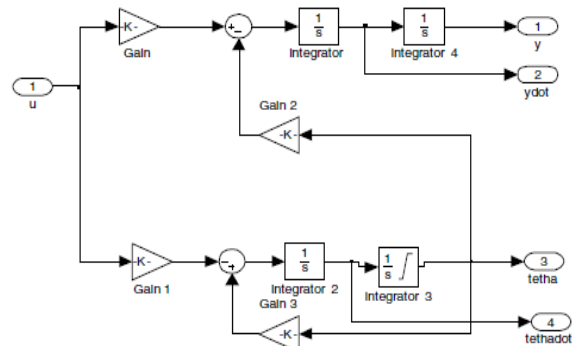 -K-
+
-
1
s
1
s
1
Gain
Integrator
Integrator 4
y
2
1
ydot
u
Gain 2
-K-
-K-
-
+
1
s
1
s
3
Gain 1
Integrator 2
Integrator 3
tetha
Gain 3
-K-
4
tethadot